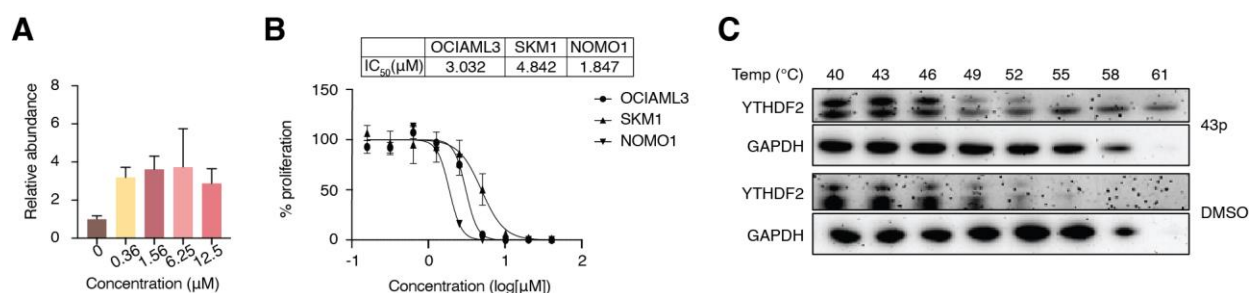 A
Relative abundance
8
6
4
2
0
0 0.36 1.56 6.25 12.5
Concentration (µM)
B
OCIAML3 SKM1 NOMO1
IC50(µM) 3.032 4.842 1.847
% proliferation
150
100
50
0
-1 0 1 2
Concentration (log[µM])
OCIAML3
SKM1
NOMO1
C
Temp (°C) 40 43 46 49 52 55 58 61
YTHDF2
GAPDH
43p
YTHDF2
GAPDH
DMSO